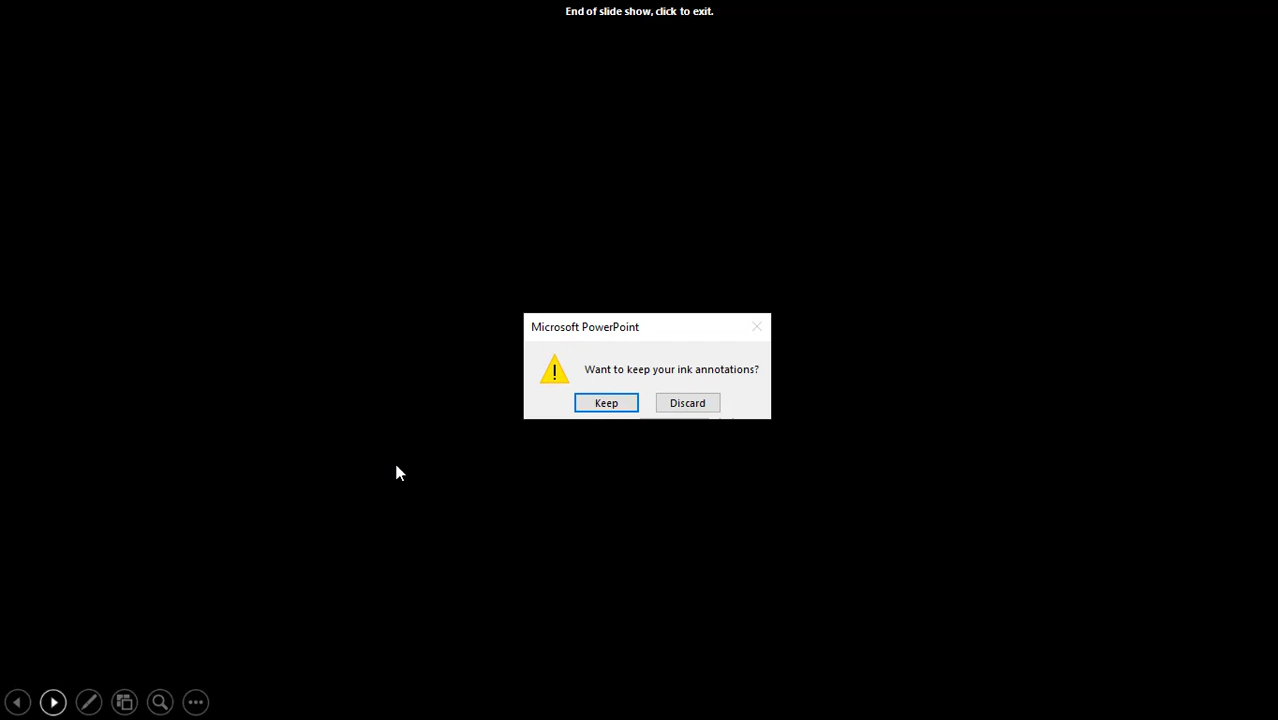 End of slide show, click to exit.
Microsoft PowerPoint
Want to keep your ink annotations?
Keep Discard